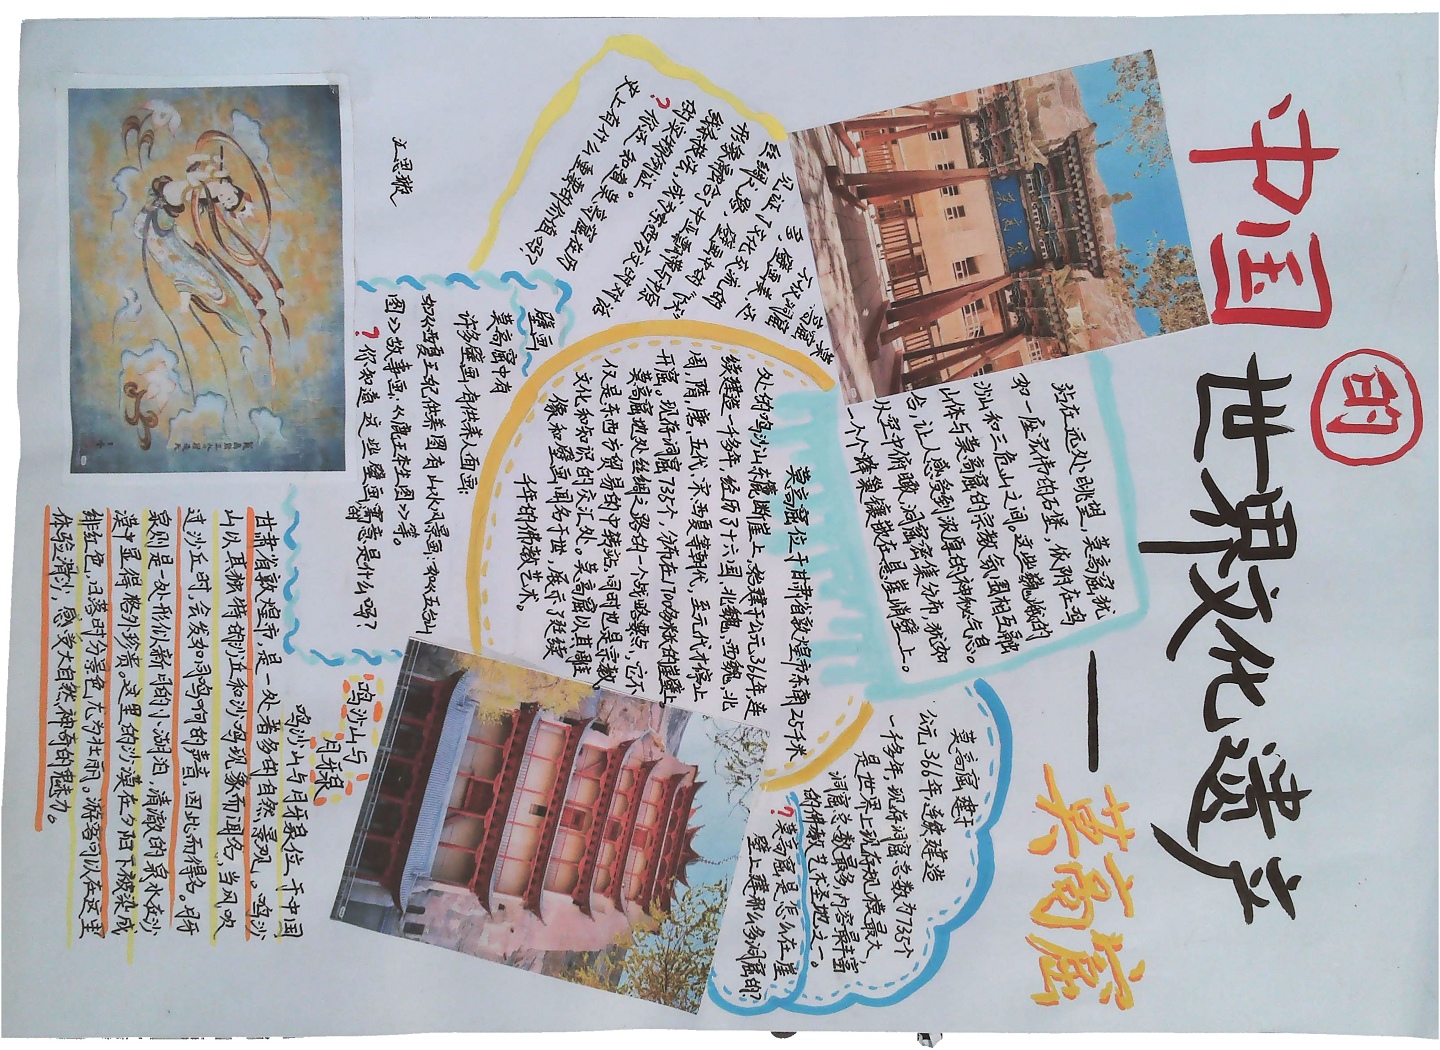 中国的
世界文化遗产
——莫高窟
莫高窟
站在远处眺望,莫高窟犹
如一座宏伟的石堡,依附在鸣
沙山和三危山之间。这些巍峨的
山体与莫高窟的宗教氛围相互融
合,让人感受到浓厚的神秘气息。
从空中俯瞰,洞窟密集分布,犹如
一个个蜂巢镶嵌在悬崖峭壁上。
莫高窟建于
公元366年,连续建造
一千多年,现存洞窟总数为735个
是世界上现存规模最大,
洞窟总数最多,内容最丰富
的佛教艺术圣地之一。
?莫高窟是怎么在崖
壁上建那么多洞窟的?
莫高窟位于甘肃省敦煌市东南25千米
处的鸣沙山东麓断崖上,始建于公元366年,连
续建造一千多年,经历了十六国、北魏、西魏、北
周,隋,唐,五代、宋、西夏等朝代,至元代才停止
开窟。现存洞窟735个,分布在1700多米长的崖壁上。
莫高窟地处丝绸之路的一个战略要点,它不
仅是东西方贸易的中转站,同时也是宗教、
文化和知识的交汇处。莫高窟以其雕
像和壁画闻名于世,展示了延续
千年的佛教艺术。
莫
高窟
不仅洞窟
多壁画美,还
见证了文化交流的
丝绸之路,壁画中的“飞天”
形象融合了中亚飘带与中原
线条技法,成为东西方文明对话
的实物例证。
?你还知道莫高窟在历
史上有什么重要的价值吗?
壁画
莫高窟中有
许多壁画有供养人画画:
如《西夏王妃供养图有山水风景画:如《五台山
图》故事画:《鹿王本生图》等。
?你知道这些壁画的寓意是什么吗?
江思璇
鸣沙山与
月牙泉
鸣沙山与月牙泉位于中国
甘肃省敦煌市,是一处著名的自然景观。鸣沙
山以其独特的沙丘和沙鸣现象而闻名,当风吹
过沙丘时,会发如同鸣响的声音,因此而得名。月牙
泉则是一处形似新月的小湖泊,清澈的泉水在沙
漠中显得格外珍贵。这里的沙漠在夕阳下被染成
绯红色,日落时分景色尤为壮丽。游客可以在这里
体验滑沙,感受大自然神奇的魅力。